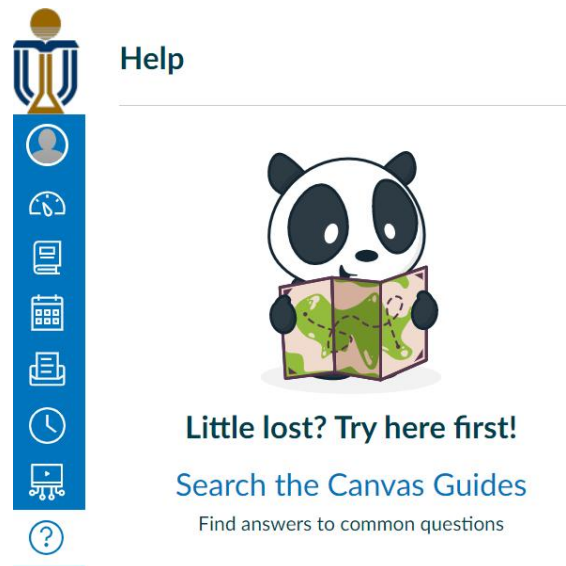 Help
Little lost? Try here first!
Search the Canvas Guides
Find answers to common questions